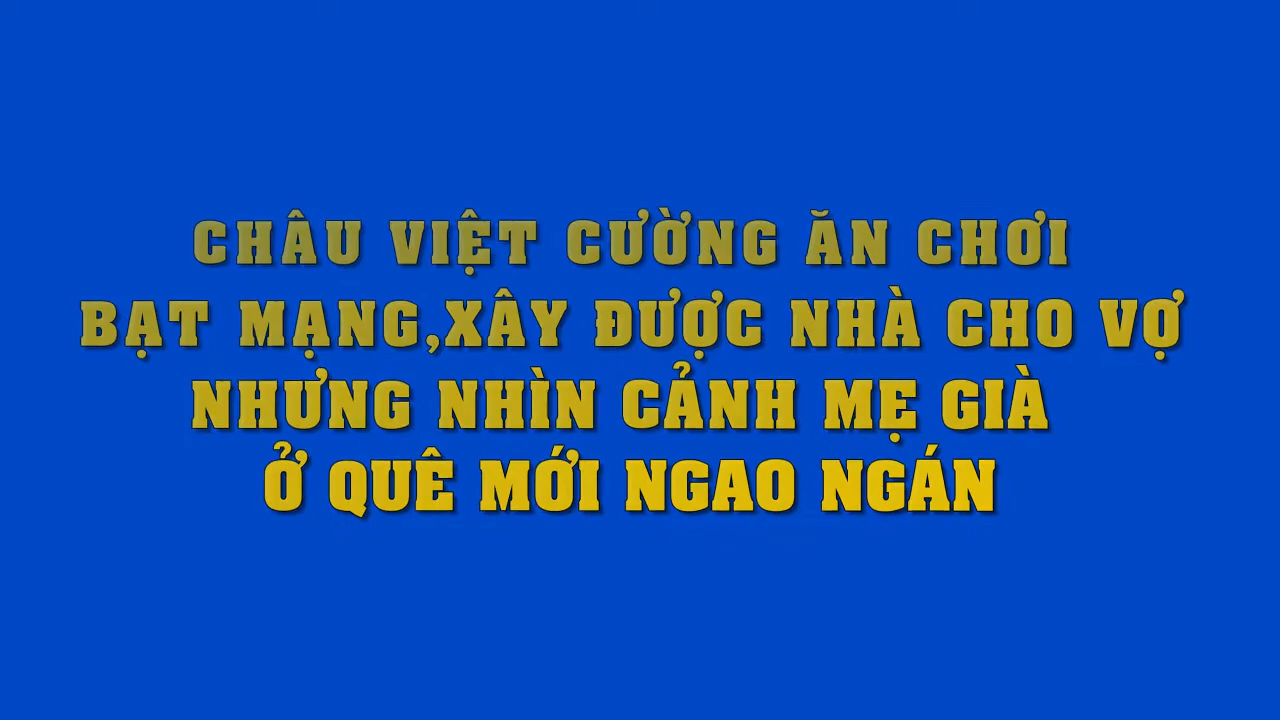 CHÂU VIỆT CƯỜNG ĂN CHƠI
BẠT MẠNG,XÂY ĐƯỢC NHÀ CHO VỢ
NHƯNG NHÌN CẢNH MẸ GIÀ
Ở QUÊ MỚI NGAO NGÁN